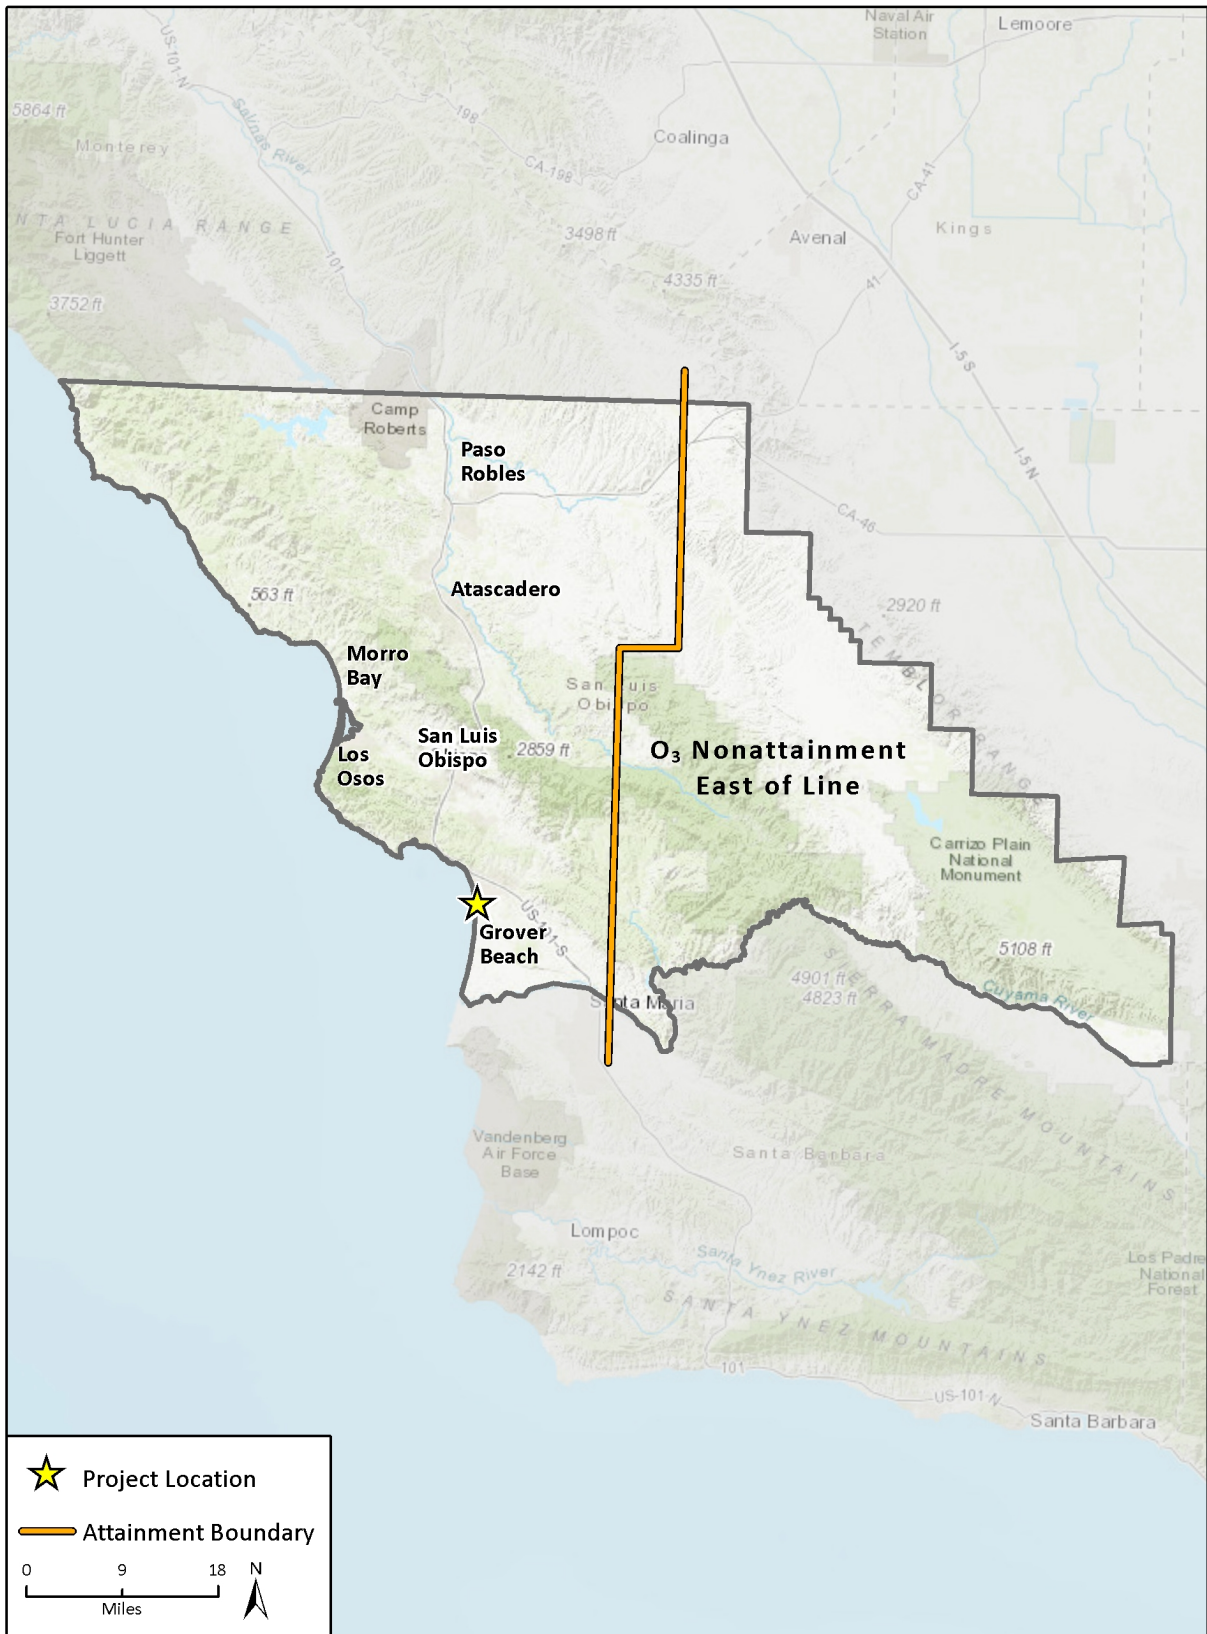 Naval Air
Station
Lemoore
US-101-N
5864 ft
Salinas River
198
Coalinga
Monterey
CA-198
CA-41
NTA LUCIA RANGE
Fort Hunter
Liggett
3498 ft
Avenal
Kings
101
4335 ft
41
3752 ft
I-5 S
Camp
Roberts
Paso
Robles
I-5 N
CA-46
Atascadero
563 ft
2920 ft
TEMBLOR RANGE
Morro
Bay
San Luis
Obispo
San Luis
Obispo
2859 ft
Los
Osos
O₃ Nonattainment
East of Line
Carrizo Plain
National
Monument
US-101-S
Grover
Beach
5108 ft
4901 ft
4823 ft
Cuyama River
Santa Maria
SIERRA MADRE MOUNTAINS
Vandenberg
Air Force
Base
Santa Barbara
Lompoc
Santa Ynez River
2142 ft
Los Padre
National
Forest
SANTA YNEZ MOUNTAINS
101
US-101-N
Santa Barbara
Project Location
Attainment Boundary
0 9 18
N
Miles